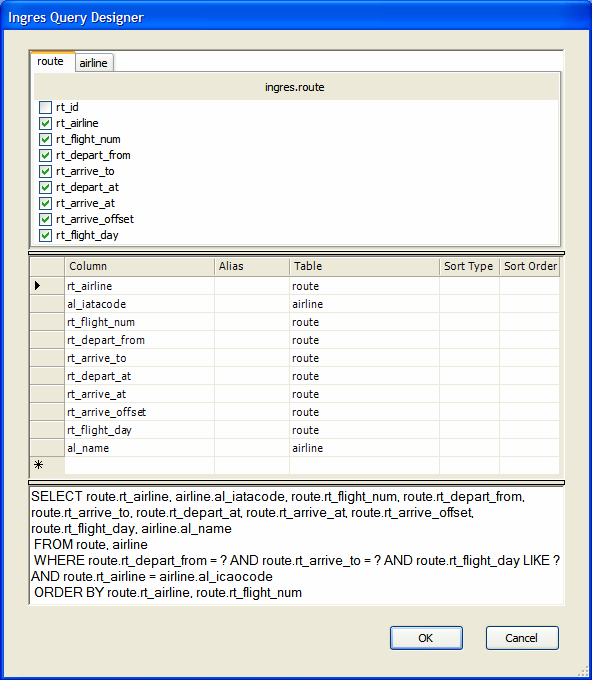 Ingres Query Designer
route airline
ingres.route
rt_id
rt_airline
rt_flight_num
rt_depart_from
rt_arrive_to
rt_depart_at
rt_arrive_at
rt_arrive_offset
rt_flight_day
Column Alias Table Sort Type Sort Order
rt_airline route
al_iatacode airline
rt_flight_num route
rt_depart_from route
rt_arrive_to route
rt_depart_at route
rt_arrive_at route
rt_arrive_offset route
rt_flight_day route
al_name airline
SELECT route.rt_airline, airline.al_iatacode, route.rt_flight_num, route.rt_depart_from,
route.rt_arrive_to, route.rt_depart_at, route.rt_arrive_at, route.rt_arrive_offset,
route.rt_flight_day, airline.al_name
FROM route, airline
WHERE route.rt_depart_from = ? AND route.rt_arrive_to = ? AND route.rt_flight_day LIKE ?
AND route.rt_airline = airline.al_icaocode
ORDER BY route.rt_airline, route.rt_flight_num
OK Cancel